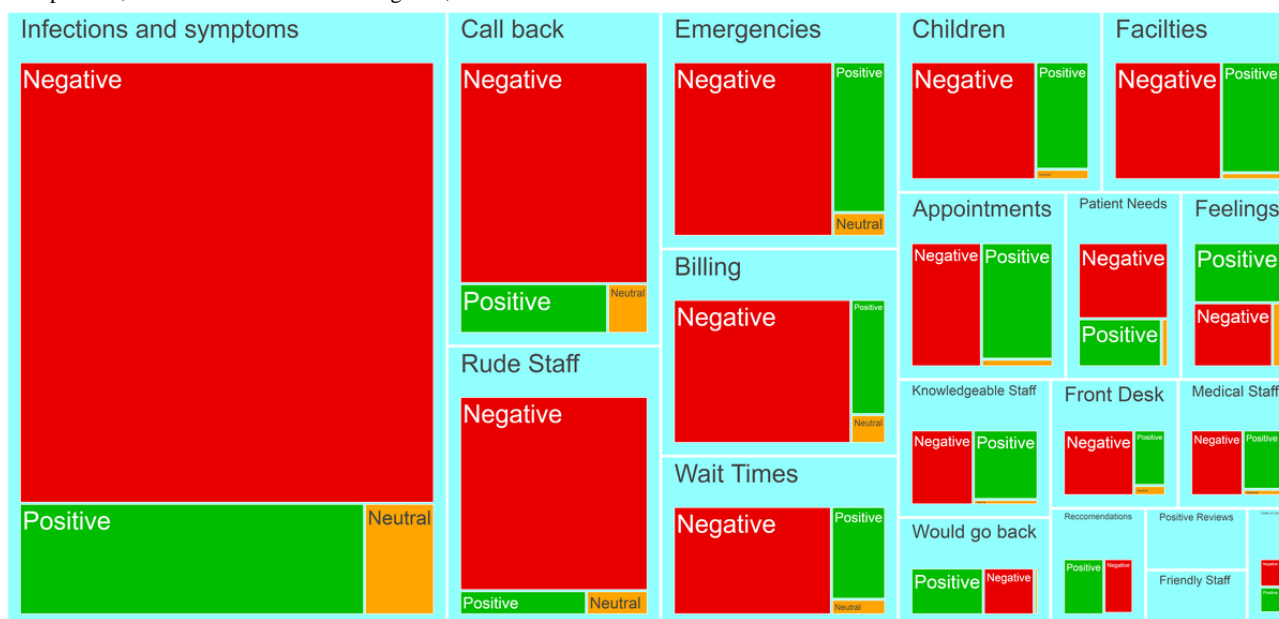 Infections and symptoms
Negative
Positive
Neutral
Call back
Negative
Positive
Neutral
Rude Staff
Negative
Positive
Neutral
Emergencies
Negative
Positive
Neutral
Billing
Negative
Positive
Neutral
Wait Times
Negative
Positive
Neutral
Children
Negative
Positive
Neutral
Facilties
Negative
Positive
Appointments
Negative
Positive
Patient Needs
Negative
Positive
Feelings
Positive
Negative
Knowledgeable Staff
Negative
Positive
Front Desk
Negative
Positive
Medical Staff
Negative
Positive
Would go back
Positive
Negative
Reccomendations
Positive
Negative
Positive Reviews
Friendly Staff
Negative
Positive